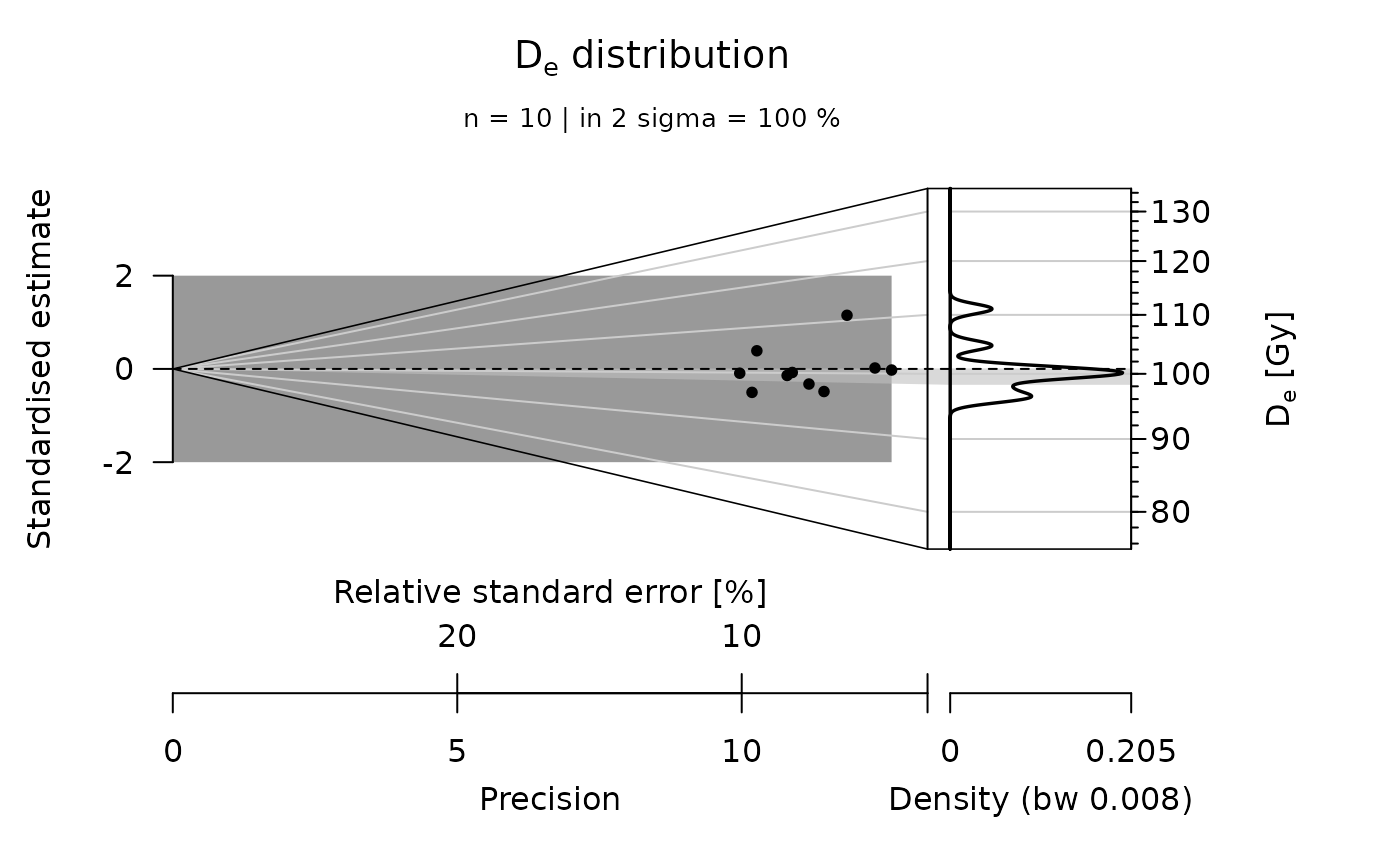 Dₑ distribution
n = 10 | in 2 sigma = 100 %
Standardised estimate
2
0
-2
130
120
110
100
90
80
Dₑ [Gy]
Relative standard error [%]
20 10
0 5 10
Precision
0 0.205
Density (bw 0.008)